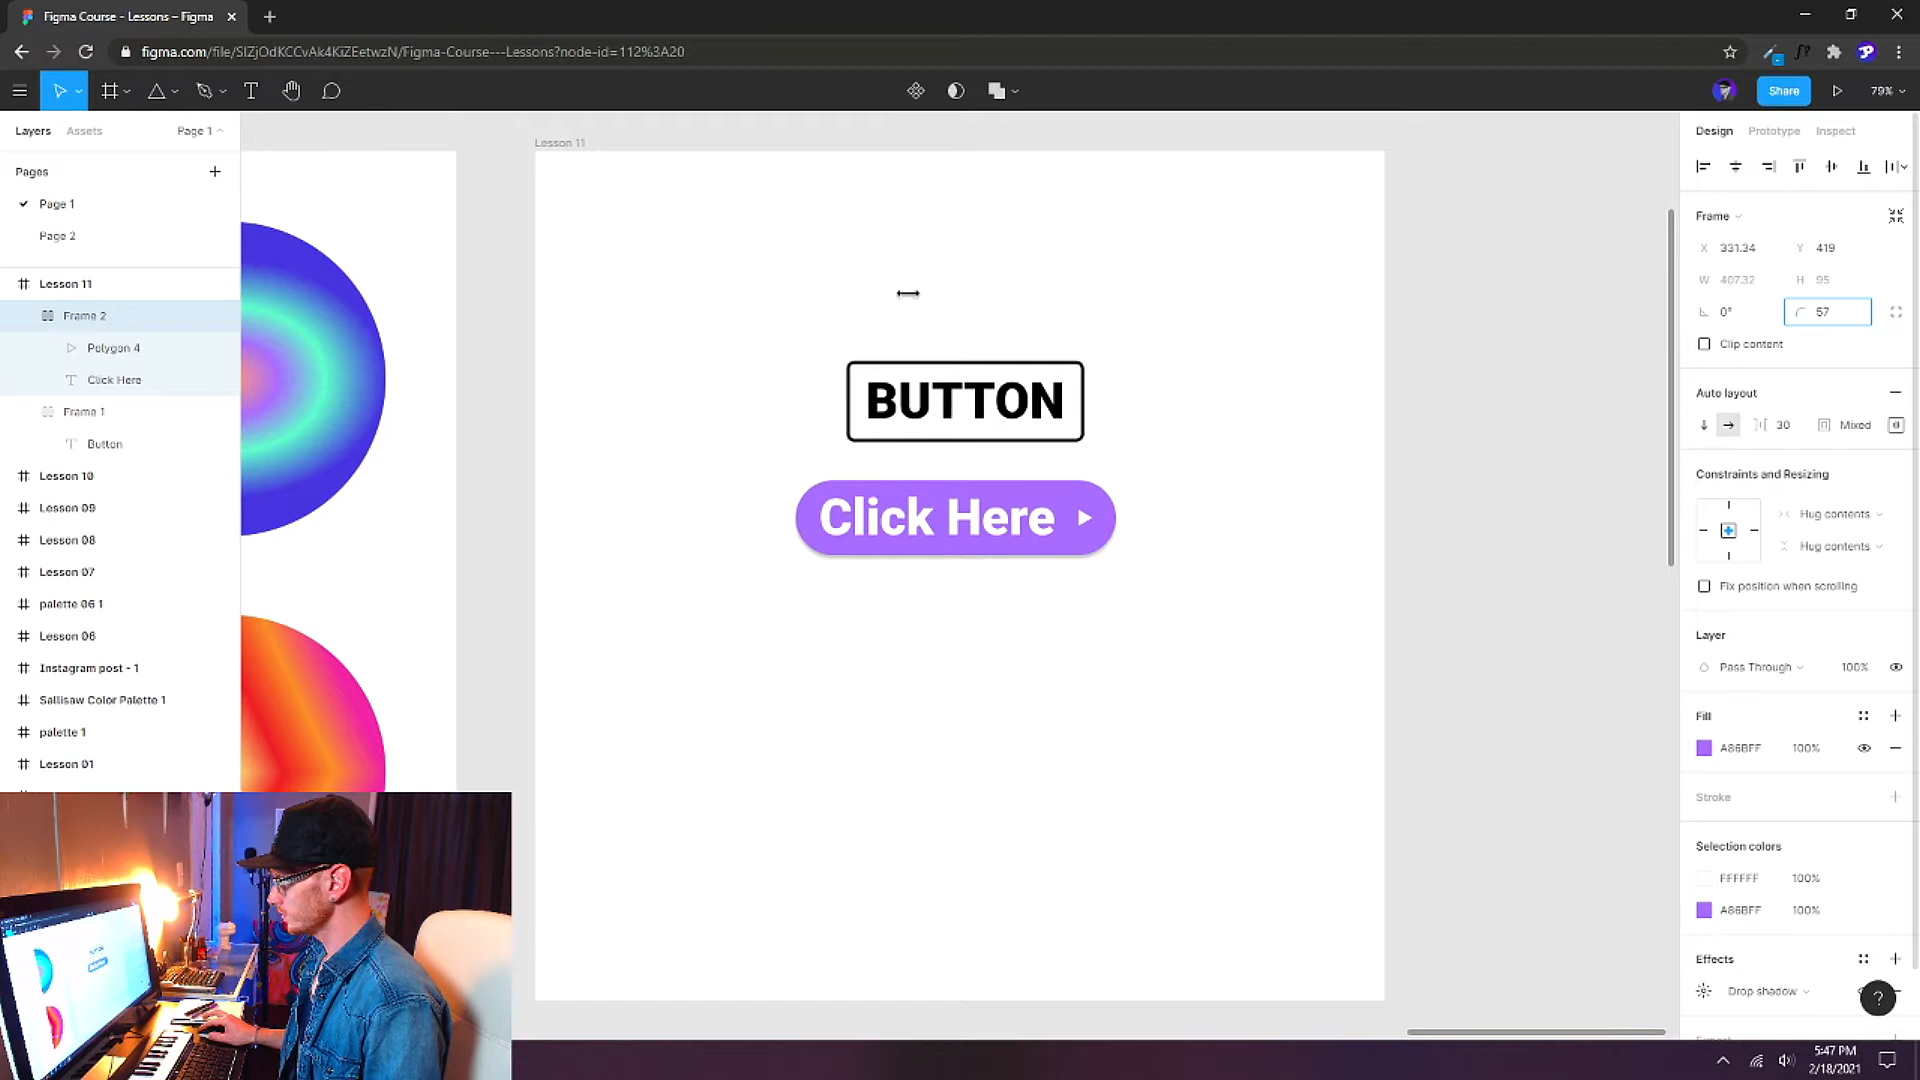 Figma Course - Lessons – Figma
figma.com/file/SIZjOdKCCvAk4KiZEetwzN/Figma-Course---Lessons?node-id=112%3A20
Share
79%
Layers
Assets
Page 1
Pages
Page 1
Page 2
Lesson 11
Frame 2
Polygon 4
Click Here
Frame 1
Button
Lesson 10
Lesson 09
Lesson 08
Lesson 07
palette 06 1
Lesson 06
Instagram post - 1
Sallisaw Color Palette 1
palette 1
Lesson 01
Lesson 11
BUTTON
Click Here
Design
Prototype
Inspect
Frame
X 331.34
Y 419
W 407.32
H 95
0°
57
Clip content
Auto layout
30
Mixed
Constraints and Resizing
Hug contents
Hug contents
Fix position when scrolling
Layer
Pass Through
100%
Fill
A86BFF
100%
Stroke
Selection colors
FFFFFF
100%
A86BFF
100%
Effects
Drop shadow
?
5:47 PM
2/18/2021